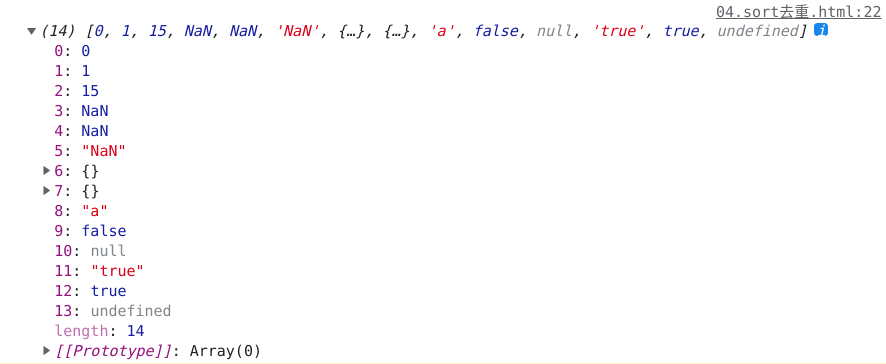 04.sort去重.html:22
(14) [0, 1, 15, NaN, NaN, 'NaN', {…}, {…}, 'a', false, null, 'true', true, undefined] i
0: 0
1: 1
2: 15
3: NaN
4: NaN
5: "NaN"
6: {}
7: {}
8: "a"
9: false
10: null
11: "true"
12: true
13: undefined
length: 14
[[Prototype]]: Array(0)